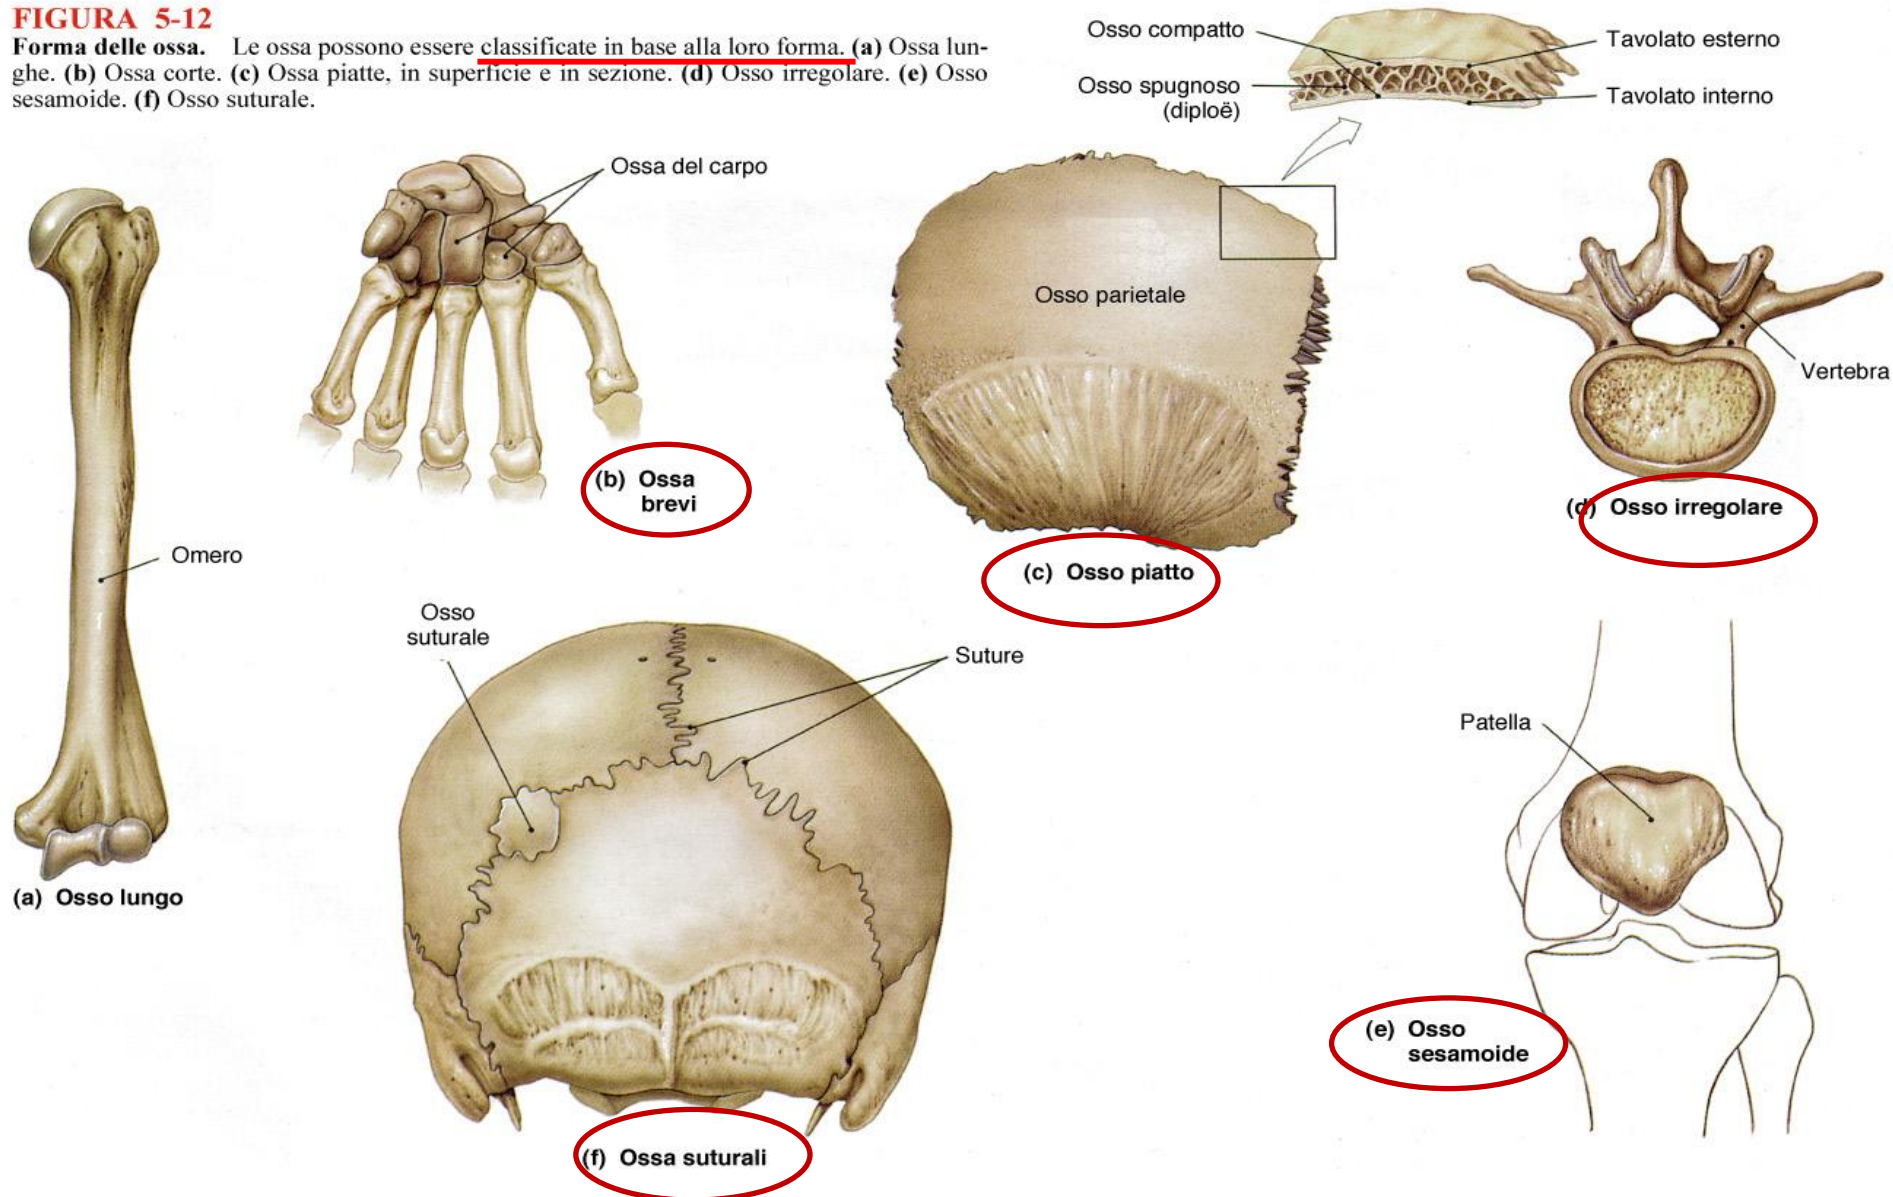 FIGURA 5-12
Forma delle ossa. Le ossa possono essere classificate in base alla loro forma. (a) Ossa lun-
ghe. (b) Ossa corte. (c) Ossa piatte, in superficie e in sezione. (d) Osso irregolare. (e) Osso
sesamoide. (f) Osso suturale.
Osso compatto
Osso spugnoso
(diploë)
Tavolato esterno
Tavolato interno
Ossa del carpo
Osso parietale
Vertebra
(b) Ossa
brevi
(d) Osso irregolare
Omero
(c) Osso piatto
Osso
suturale
Suture
Patella
(a) Osso lungo
(e) Osso
sesamoide
(f) Ossa suturali